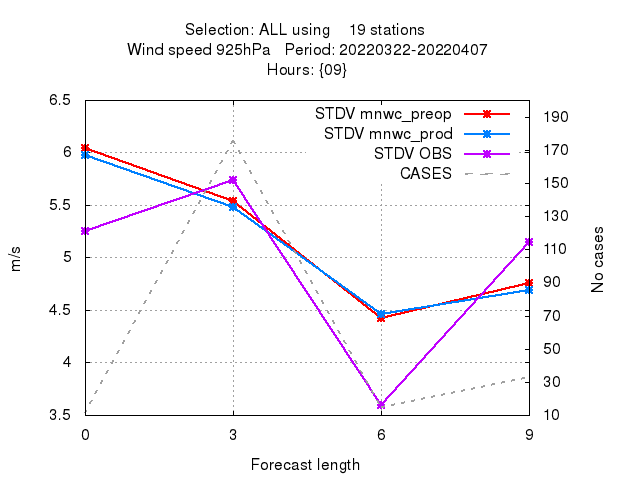 Selection: ALL using    19 stations
Wind speed 925hPa   Period: 20220322-20220407
Hours: {09}
STDV mnwc_preop
STDV mnwc_prod
STDV OBS
CASES
6.5
6
5.5
5
4.5
4
3.5
m/s
190
170
150
130
110
90
70
50
30
10
No cases
0 3 6 9
Forecast length